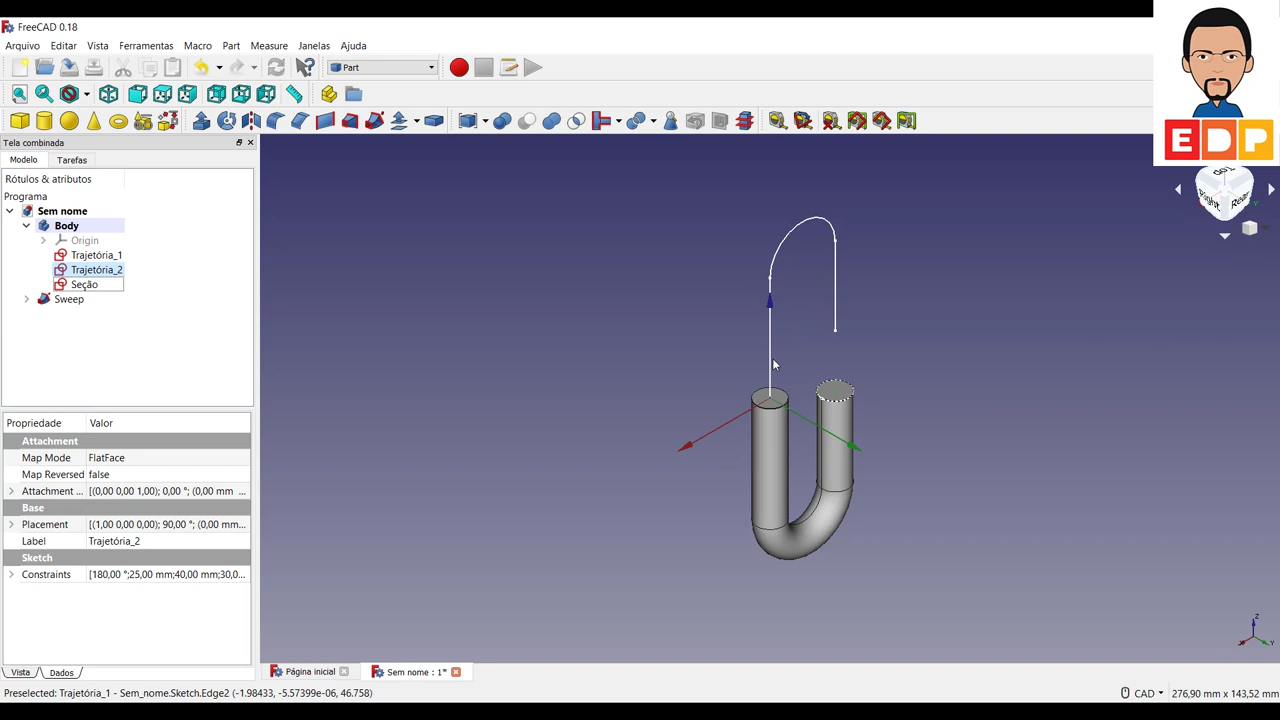 FreeCAD 0.18
Arquivo Editar Vista Ferramentas Macro Part Measure Janelas Ajuda
Part
EDP
Tela combinada
Modelo Tarefas
Rótulos & atributos
Programa
Sem nome
Body
Origin
Trajetória_1
Trajetória_2
Seção
Sweep
Right Rear
Propriedade Valor
Attachment
Map Mode FlatFace
Map Reversed false
Attachment ... [(0,00 0,00 1,00); 0,00 °; (0,00 mm ...
Base
Placement [(1,00 0,00 0,00); 90,00 °; (0,00 mm...
Label Trajetória_2
Sketch
Constraints [180,00 °;25,00 mm;40,00 mm;30,0...
Z
X Y
Vista Dados
Página inicial Sem nome : 1*
Preselected: Trajetória_1 - Sem_nome.Sketch.Edge2 (-1.98433, -5.57399e-06, 46.758)
CAD 276,90 mm x 143,52 mm